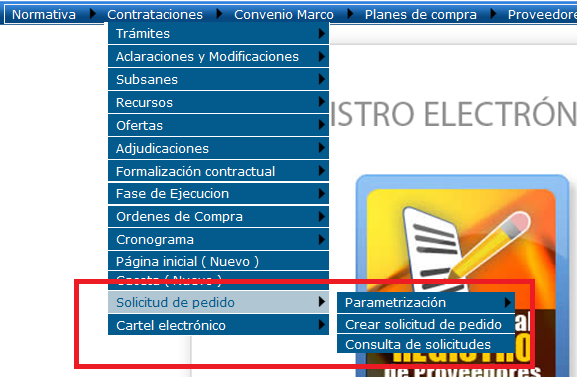 Normativa Contrataciones Convenio Marco Planes de compra Proveedore
Trámites
Aclaraciones y Modificaciones
Subsanes
Recursos
Ofertas
Adjudicaciones
Formalización contractual
Fase de Ejecucion
Ordenes de Compra
Cronograma
Página inicial ( Nuevo )
Gaceta ( Nuevo )
Solicitud de pedido
Cartel electrónico
Parametrización
Crear solicitud de pedido
Consulta de solicitudes
ISTRO ELECTRÓN
al
REGISTRO
de Proveedores